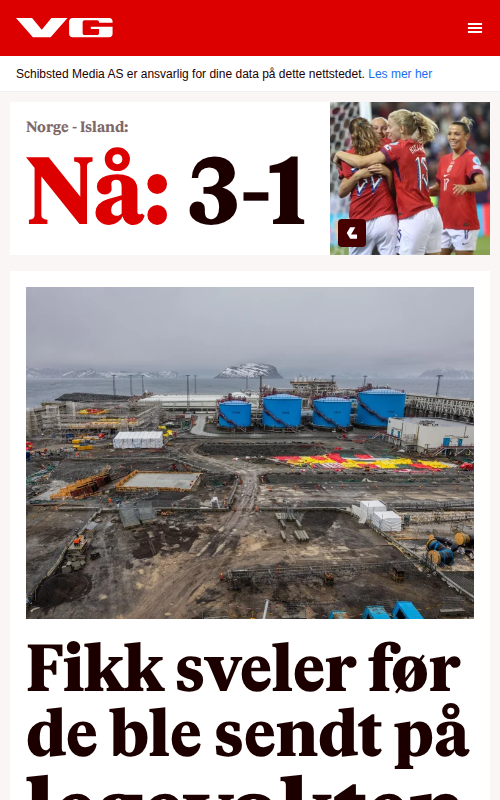 VG
Schibsted Media AS er ansvarlig for dine data på dette nettstedet. Les mer her
Norge - Island:
Nå: 3-1
Fikk sveler før
de ble sendt på
legevakten